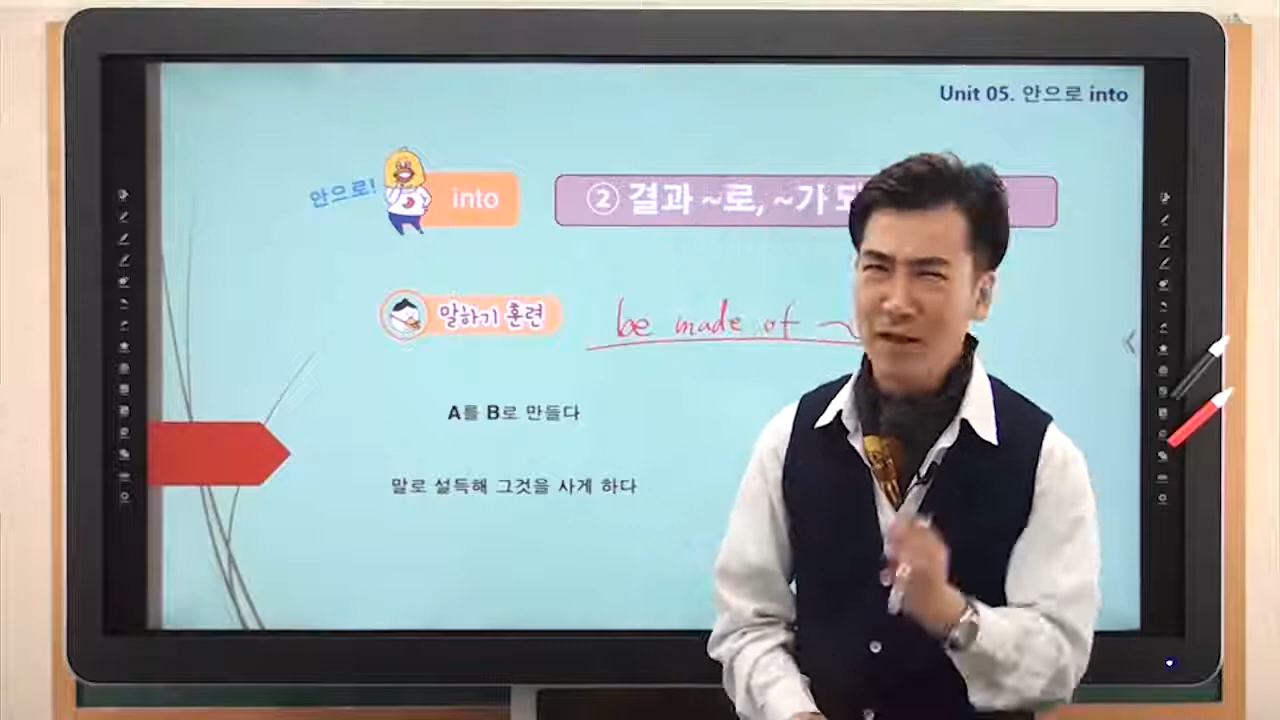 Unit 05. 안으로 into
안으로!
into
② 결과 ~로, ~가
말하기 훈련
be made of ~
A를 B로 만들다
말로 설득해 그것을 사게 하다